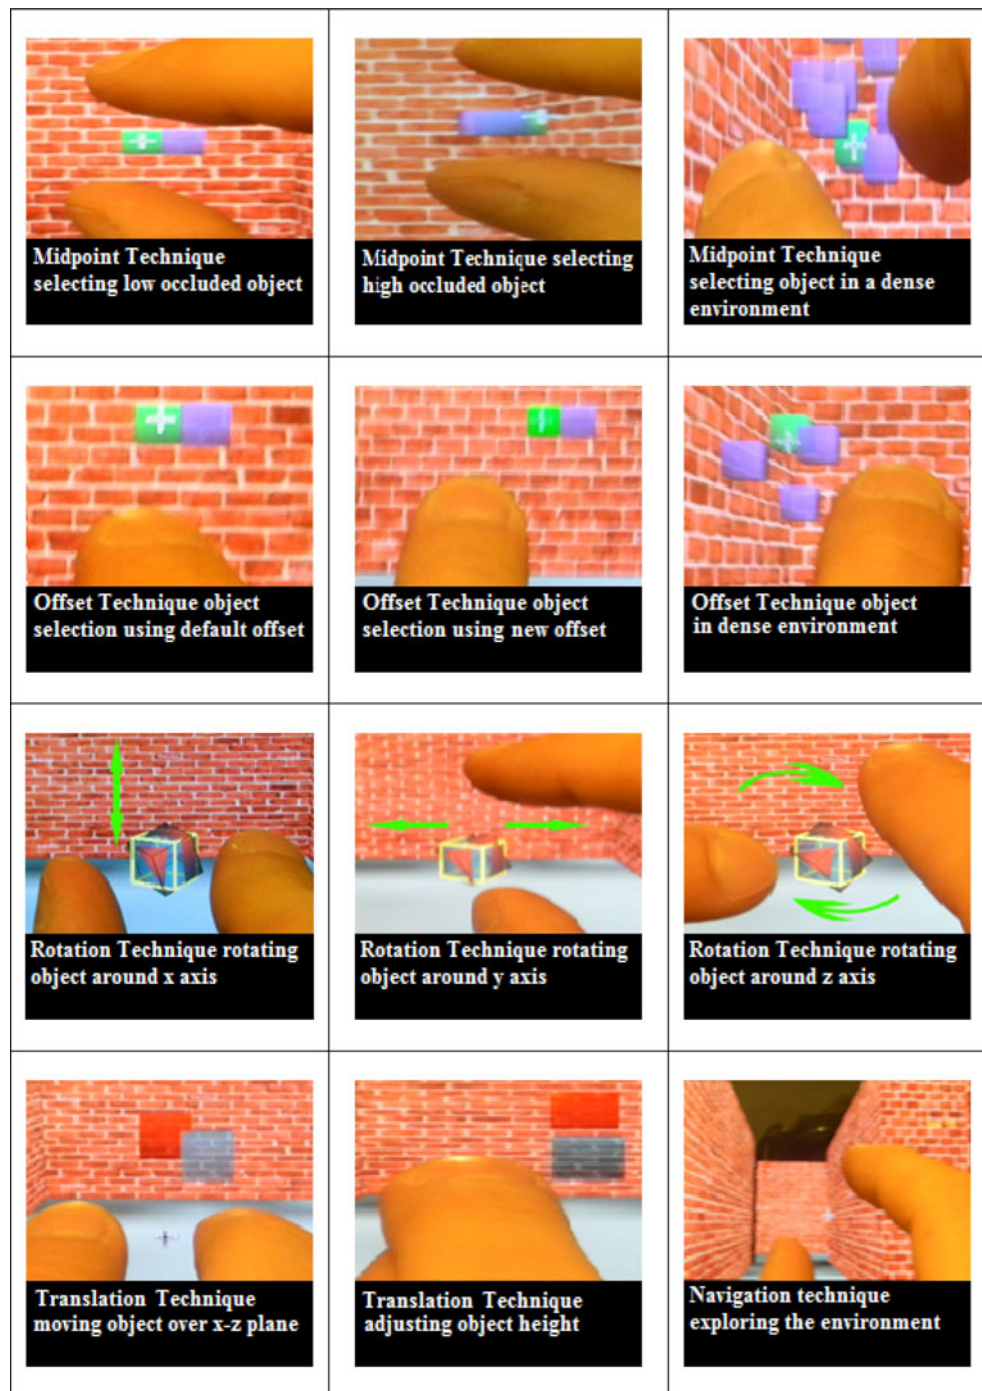 Midpoint Technique
selecting low occluded object
Midpoint Technique selecting
high occluded object
Midpoint Technique
selecting object in a dense
environment
Offset Technique object
selection using default offset
Offset Technique object
selection using new offset
Offset Technique object
in dense environment
Rotation Technique rotating
object around x axis
Rotation Technique rotating
object around y axis
Rotation Technique rotating
object around z axis
Translation Technique
moving object over x-z plane
Translation Technique
adjusting object height
Navigation technique
exploring the environment